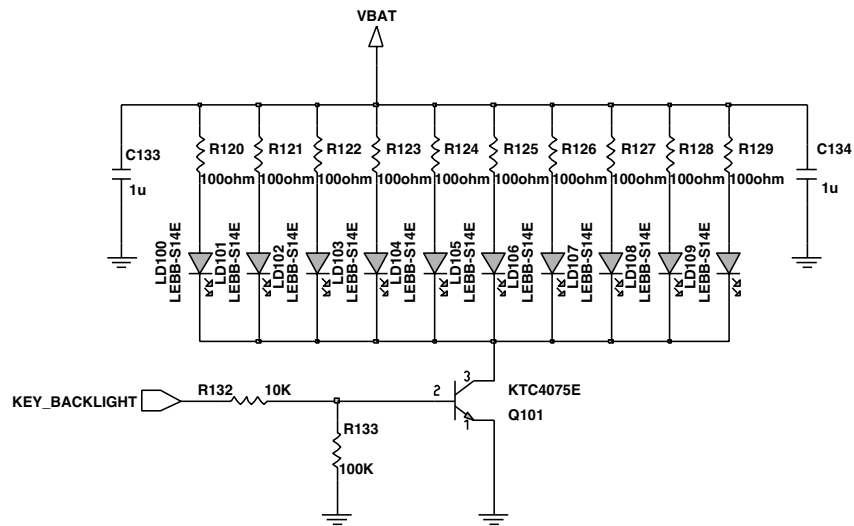 VBAT
C133
1u
R120
100ohm
R121
100ohm
R122
100ohm
R123
100ohm
R124
100ohm
R125
100ohm
R126
100ohm
R127
100ohm
R128
100ohm
R129
100ohm
C134
1u
LD100
LEBB-S14E
LD101
LEBB-S14E
LD102
LEBB-S14E
LD103
LEBB-S14E
LD104
LEBB-S14E
LD105
LEBB-S14E
LD106
LEBB-S14E
LD107
LEBB-S14E
LD108
LEBB-S14E
LD109
LEBB-S14E
KEY_BACKLIGHT
R132 10K
2
3
1
KTC4075E
Q101
R133
100K